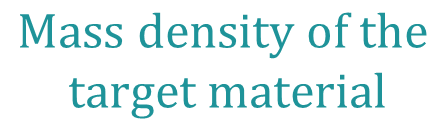 Mass density of the
target material